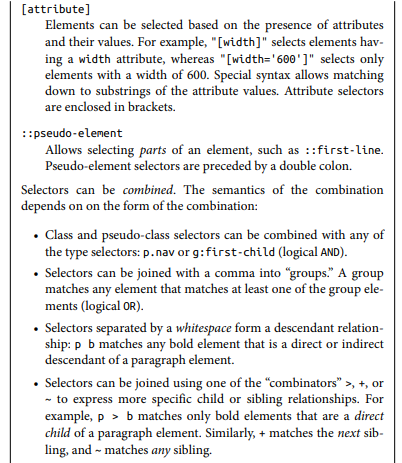 [attribute]
Elements can be selected based on the presence of attributes
and their values. For example, "[width]" selects elements hav-
ing a width attribute, whereas "[width='600']" selects only
elements with a width of 600. Special syntax allows matching
down to substrings of the attribute values. Attribute selectors
are enclosed in brackets.
::pseudo-element
Allows selecting parts of an element, such as ::first-line.
Pseudo-element selectors are preceded by a double colon.
Selectors can be combined. The semantics of the combination
depends on on the form of the combination:
• Class and pseudo-class selectors can be combined with any of
the type selectors: p.nav or g:first-child (logical AND).
• Selectors can be joined with a comma into “groups.” A group
matches any element that matches at least one of the group ele-
ments (logical OR).
• Selectors separated by a whitespace form a descendant relation-
ship: p b matches any bold element that is a direct or indirect
descendant of a paragraph element.
• Selectors can be joined using one of the “combinators” >, +, or
~ to express more specific child or sibling relationships. For
example, p > b matches only bold elements that are a direct
child of a paragraph element. Similarly, + matches the next sib-
ling, and ~ matches any sibling.